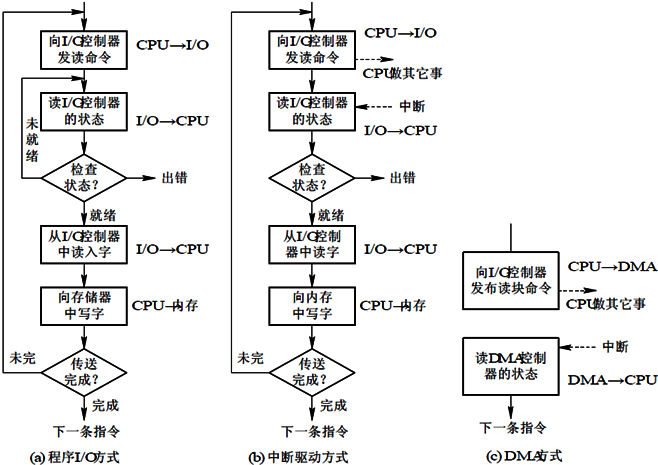 向I/O控制器
发读命令
CPU→I/O
读I/O控制器
的状态
I/O→CPU
未
就
绪
检查
状态?
出错
就绪
从I/O控制器
中读入字
I/O→CPU
向存储器
中写字
CPU→内存
未完
传送
完成?
完成
下一条指令
(a)程序I/O方式
向I/O控制器
发读命令
CPU→I/O
CPU做其它事
读I/O控制器
的状态
中断
I/O→CPU
检查
状态?
出错
就绪
从I/O控制
器中读字
I/O→CPU
向内存
中写字
CPU→内存
未完
传送
完成?
完成
下一条指令
(b)中断驱动方式
向I/O控制器
发布读块命令
CPU→DMA
CPU做其它事
读DMA控制
器的状态
中断
DMA→CPU
下一条指令
(c)DMA方式